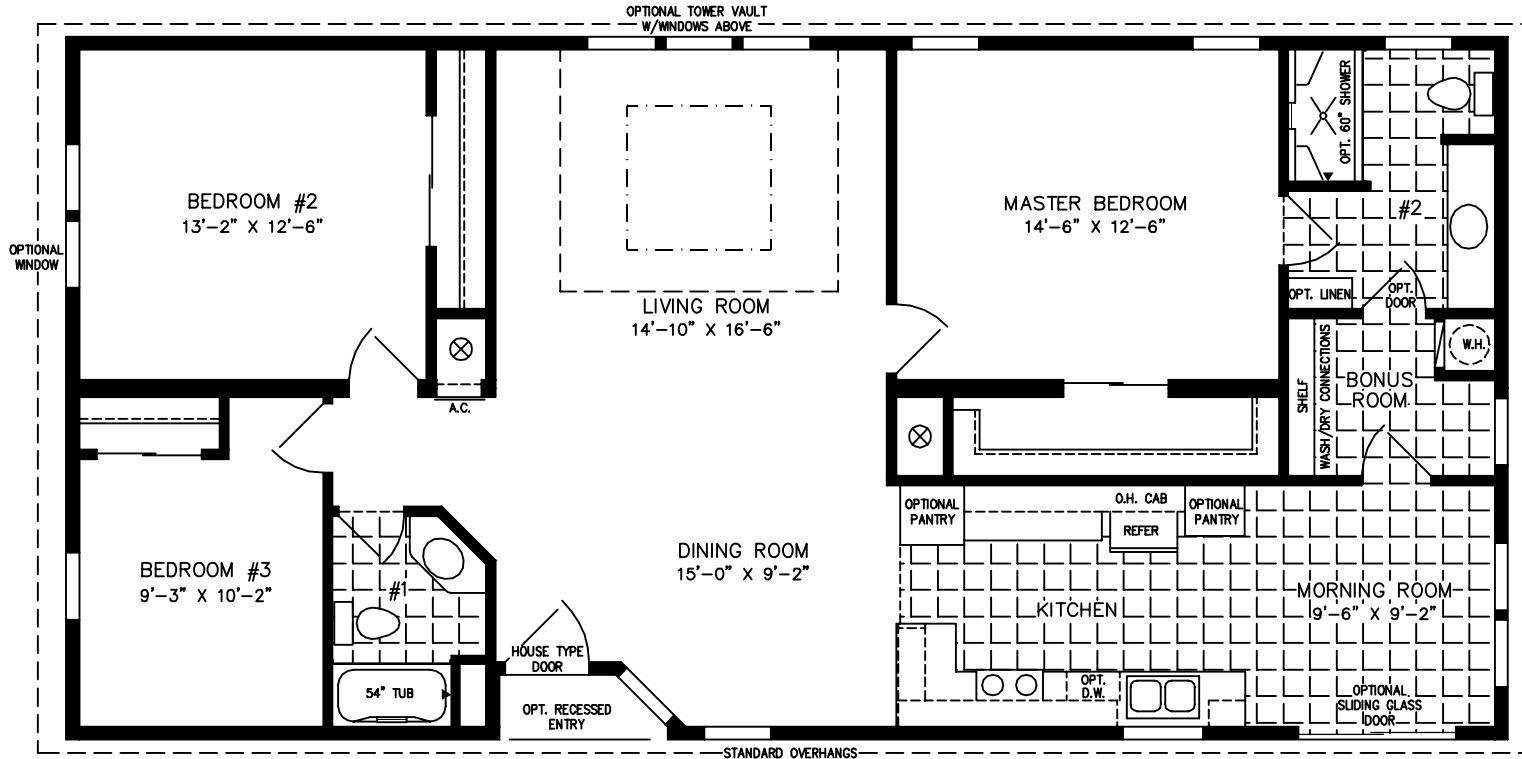 OPTIONAL TOWER VAULT
W/WINDOWS ABOVE
BEDROOM #2
13'-2" X 12'-6"
OPTIONAL
WINDOW
A.C.
LIVING ROOM
14'-10" X 16'-6"
MASTER BEDROOM
14'-6" X 12'-6"
OPT. 60" SHOWER
#2
OPT. LINEN
OPT.
DOOR
SHELF
WASH/DRY CONNECTIONS
W.H.
BONUS
ROOM
BEDROOM #3
9'-3" X 10'-2"
#1
54" TUB
HOUSE TYPE
DOOR
OPT. RECESSED
ENTRY
DINING ROOM
15'-0" X 9'-2"
OPTIONAL
PANTRY
O.H. CAB
REFER
OPTIONAL
PANTRY
KITCHEN
OPT.
D.W.
MORNING ROOM
9'-6" X 9'-2"
OPTIONAL
SLIDING GLASS
DOOR
STANDARD OVERHANGS